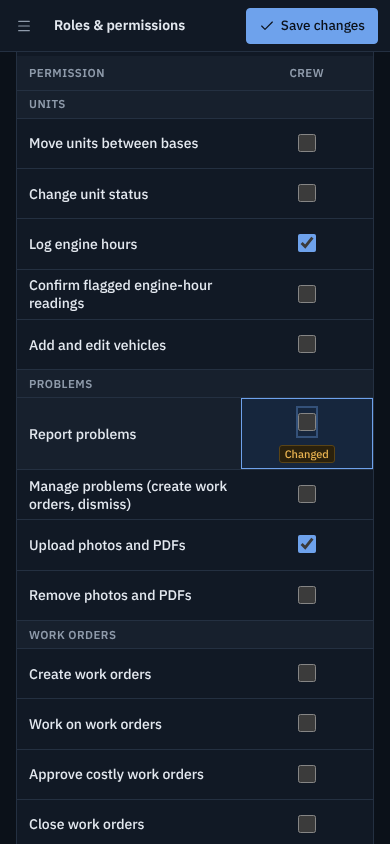 Roles & permissions
Save changes
PERMISSION
CREW
UNITS
Move units between bases
Change unit status
Log engine hours
Confirm flagged engine-hour
readings
Add and edit vehicles
PROBLEMS
Report problems
Changed
Manage problems (create work
orders, dismiss)
Upload photos and PDFs
Remove photos and PDFs
WORK ORDERS
Create work orders
Work on work orders
Approve costly work orders
Close work orders